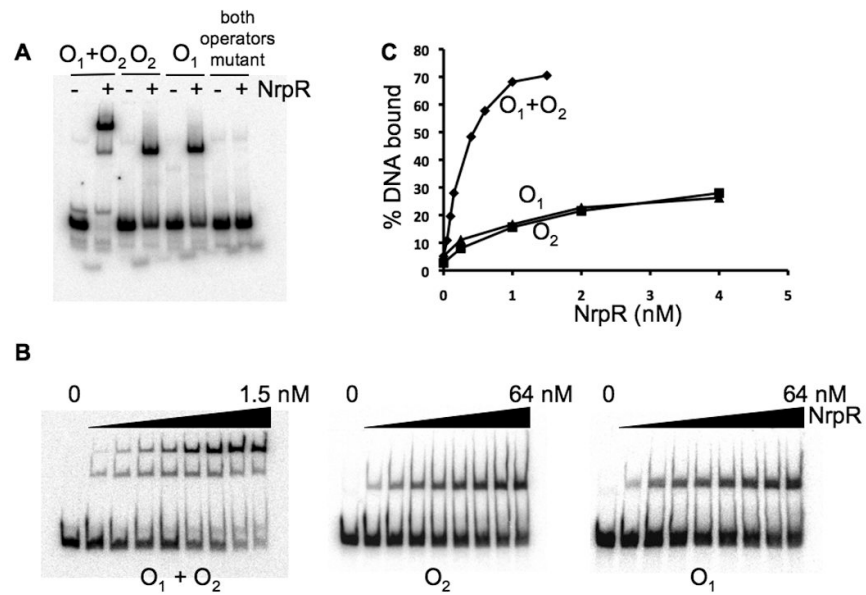 A
O₁+O₂ O₂ O₁ both operators mutant
- + - + - + - + NrpR
C
80
70
60
50
40
30
20
10
0
% DNA bound
O₁+O₂
O₁
O₂
0 1 2 3 4 5
NrpR (nM)
B
0 1.5 nM
O₁ + O₂
0 64 nM
O₂
0 64 nM
NrpR
O₁